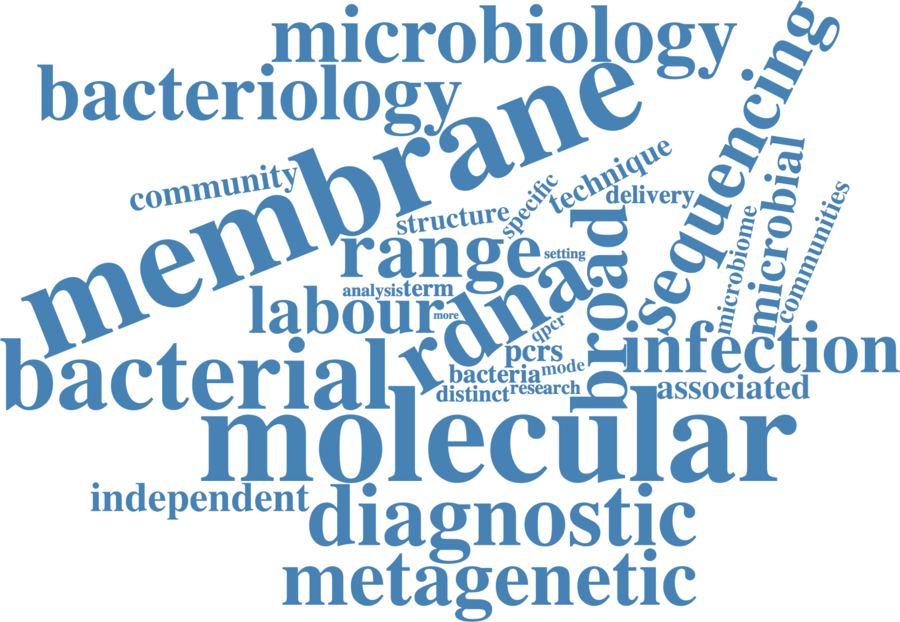 microbiology
sequencing
bacteriology
membrane
community
technique
specific
delivery
structure
microbial
communities
microbiome
broad
range
setting
rdna
analysis
term
labour
more
qpcr
infection
bacterial
pcrs
bacteria
mode
distinct
research
associated
molecular
independent
diagnostic
metagenetic